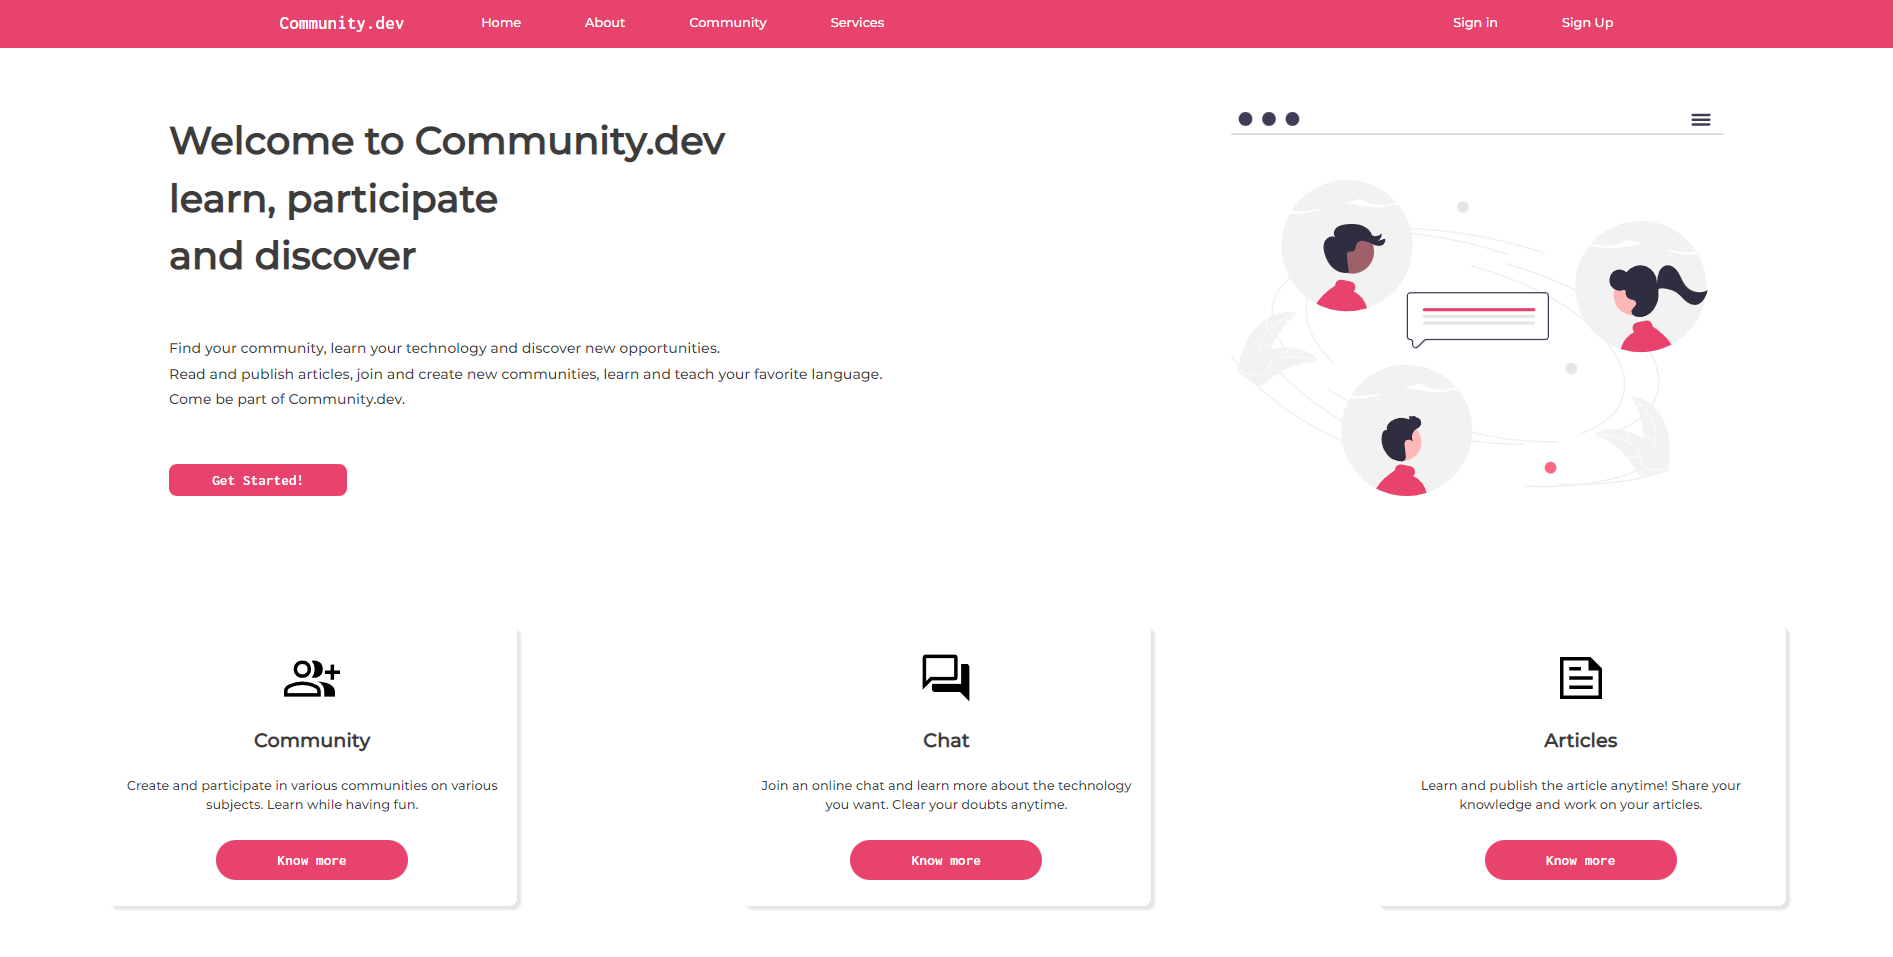 Community.dev
Home
About
Community
Services
Sign in
Sign Up
Welcome to Community.dev
learn, participate
and discover
Find your community, learn your technology and discover new opportunities.
Read and publish articles, join and create new communities, learn and teach your favorite language.
Come be part of Community.dev.
Get Started!
Community
Create and participate in various communities on various
subjects. Learn while having fun.
Know more
Chat
Join an online chat and learn more about the technology
you want. Clear your doubts anytime.
Know more
Articles
Learn and publish the article anytime! Share your
knowledge and work on your articles.
Know more